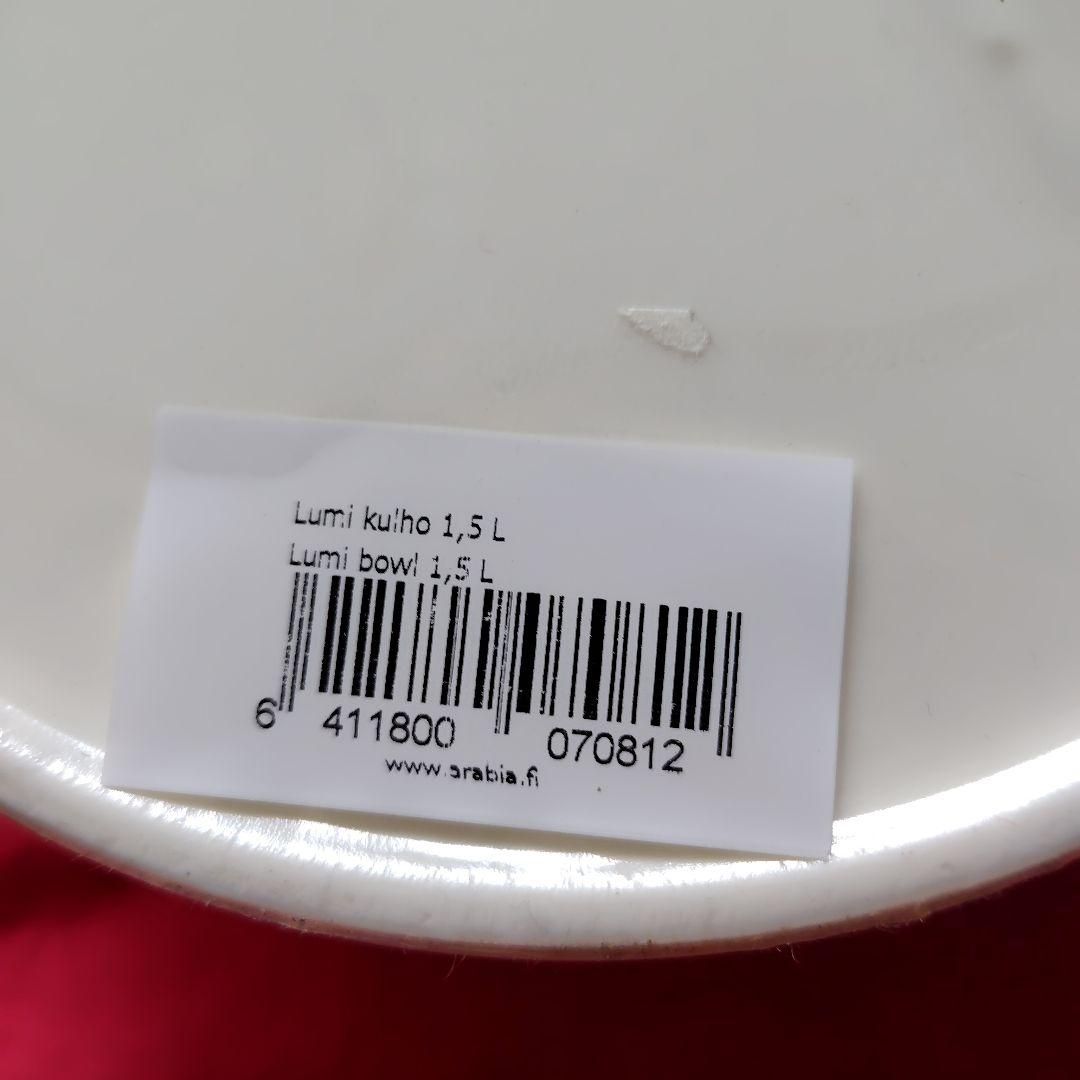 Lumi kulho 1,5 L
Lumi bowl 1,5 L
6 411800 070812
www.arabia.fi